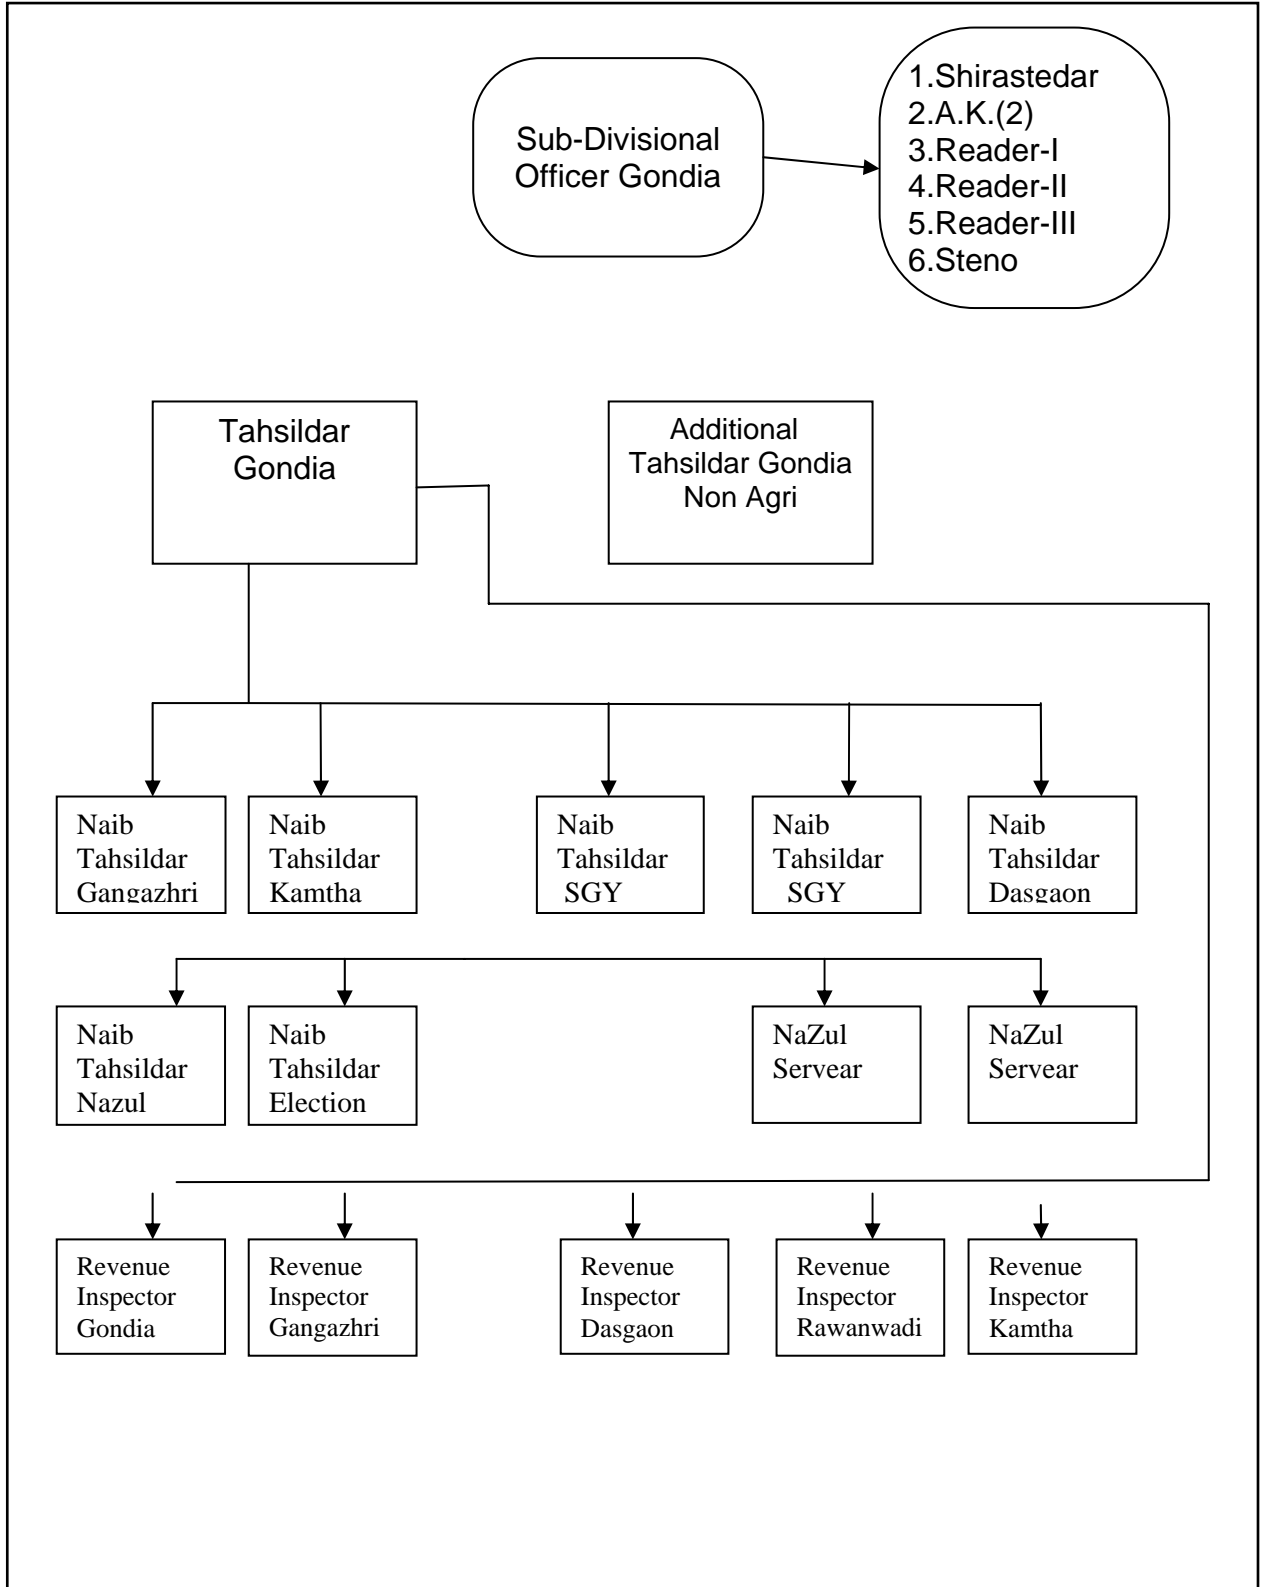 Sub-Divisional
Officer Gondia
1.Shirastedar
2.A.K.(2)
3.Reader-I
4.Reader-II
5.Reader-III
6.Steno
Tahsildar
Gondia
Additional
Tahsildar Gondia
Non Agri
Naib
Tahsildar
Gangazhri
Naib
Tahsildar
Kamtha
Naib
Tahsildar
SGY
Naib
Tahsildar
SGY
Naib
Tahsildar
Dasgaon
Naib
Tahsildar
Nazul
Naib
Tahsildar
Election
NaZul
Servear
NaZul
Servear
Revenue
Inspector
Gondia
Revenue
Inspector
Gangazhri
Revenue
Inspector
Dasgaon
Revenue
Inspector
Rawanwadi
Revenue
Inspector
Kamtha